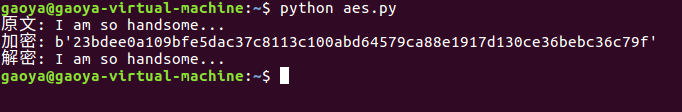 gaoya@gaoya-virtual-machine:~$ python aes.py
原文: I am so handsome...
加密: b'23bdee0a109bfe5dac37c8113c100abd64579ca88e1917d130ce36bebc36c79f'
解密: I am so handsome...
gaoya@gaoya-virtual-machine:~$